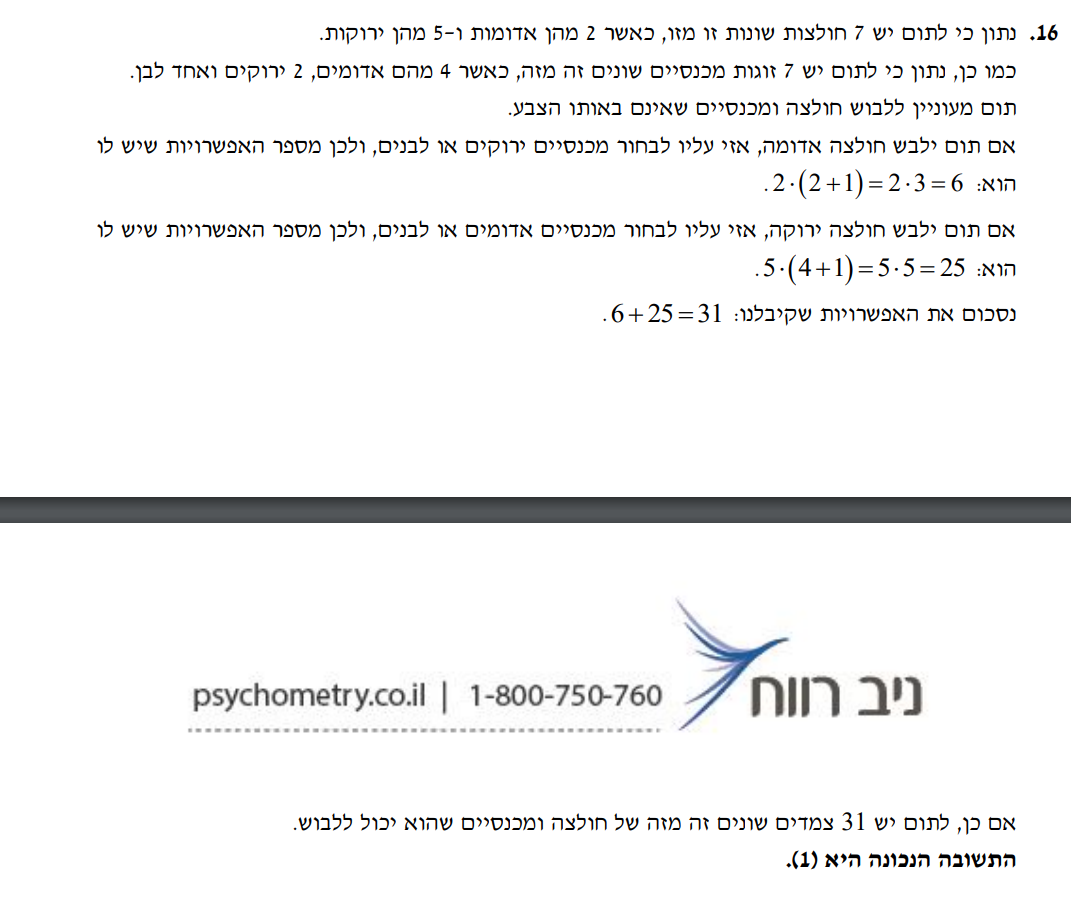 16. נתון כי לתום יש 7 חולצות שונות זו מזו, כאשר 2 מהן אדומות ו-5 מהן ירוקות.
כמו כן, נתון כי לתום יש 7 זוגות מכנסיים שונים זה מזה, כאשר 4 מהם אדומים, 2 ירוקים ואחד לבן.
תום מעוניין ללבוש חולצה ומכנסיים שאינם באותו הצבע.
אם תום ילבש חולצה אדומה, אזי עליו לבחור מכנסיים ירוקים או לבנים, ולכן מספר האפשרויות שיש לו
הוא: 2·(2+1)=2·3=6.
אם תום ילבש חולצה ירוקה, אזי עליו לבחור מכנסיים אדומים או לבנים, ולכן מספר האפשרויות שיש לו
הוא: 5·(4+1)=5·5=25.
נסכום את האפשרויות שקיבלנו: 6+25=31.
ניב רווח
psychometry.co.il | 1-800-750-760
אם כן, לתום יש 31 צמדים שונים זה מזה של חולצה ומכנסיים שהוא יכול ללבוש.
התשובה הנכונה היא (1).